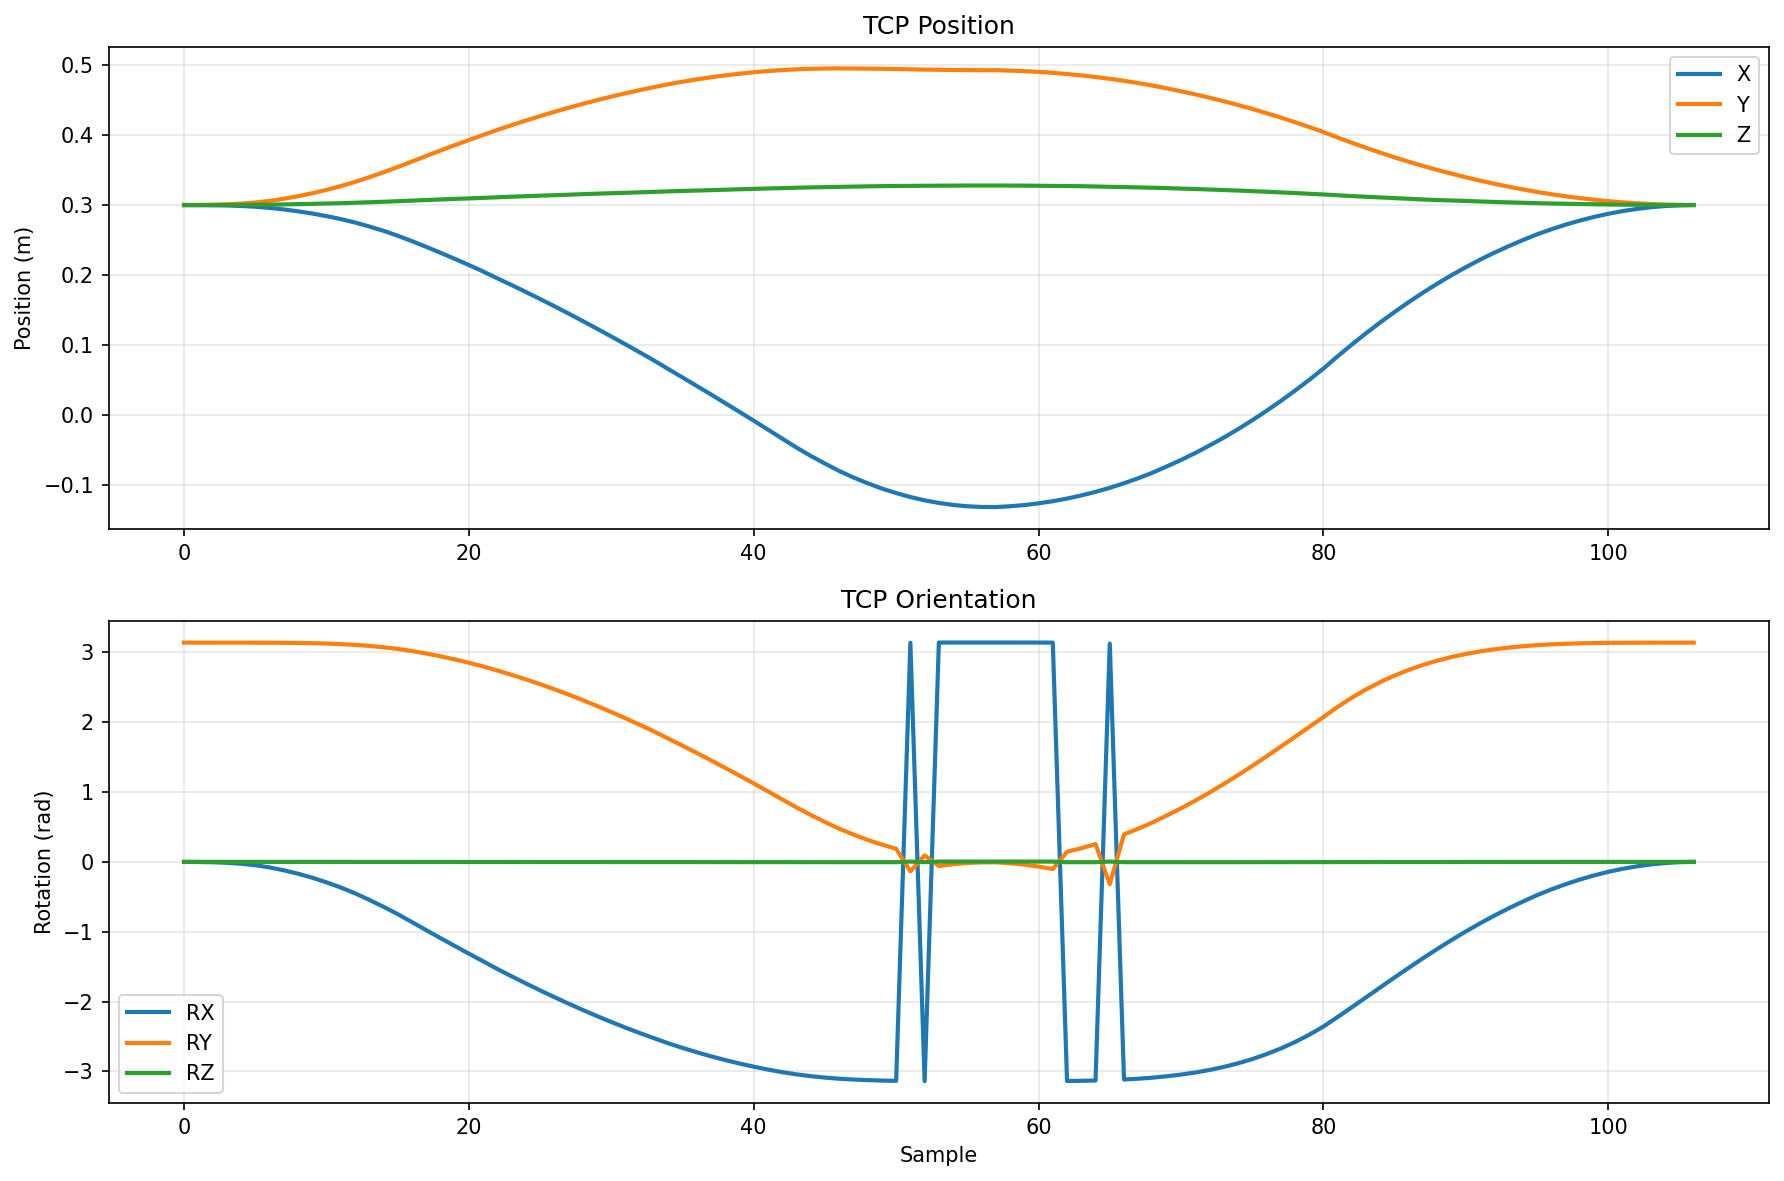 TCP Position
Position (m)
0.5
0.4
0.3
0.2
0.1
0.0
−0.1
X
Y
Z
0 20 40 60 80 100
TCP Orientation
Rotation (rad)
3
2
1
0
−1
−2
−3
RX
RY
RZ
0 20 40 60 80 100
Sample